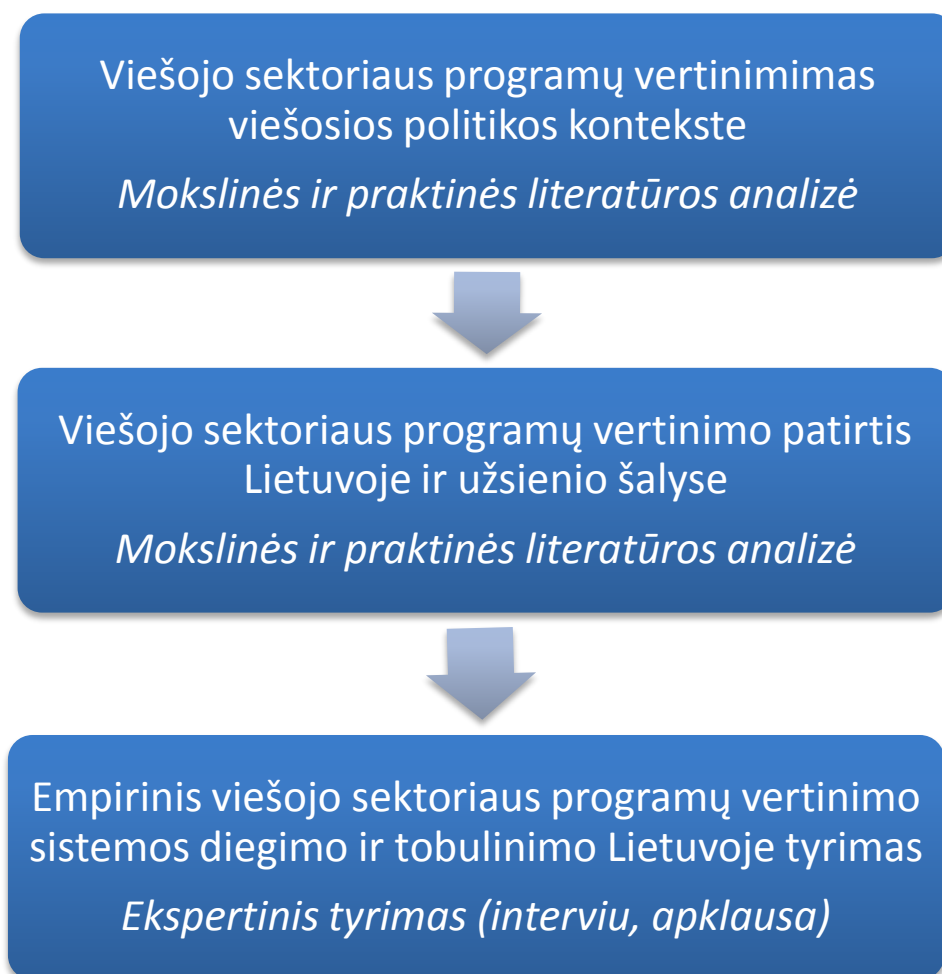 Viešojo sektoriaus programų vertinimimas
viešosios politikos kontekste
Mokslinės ir praktinės literatūros analizė
Viešojo sektoriaus programų vertinimo patirtis
Lietuvoje ir užsienio šalyse
Mokslinės ir praktinės literatūros analizė
Empirinis viešojo sektoriaus programų vertinimo
sistemos diegimo ir tobulinimo Lietuvoje tyrimas
Ekspertinis tyrimas (interviu, apklausa)